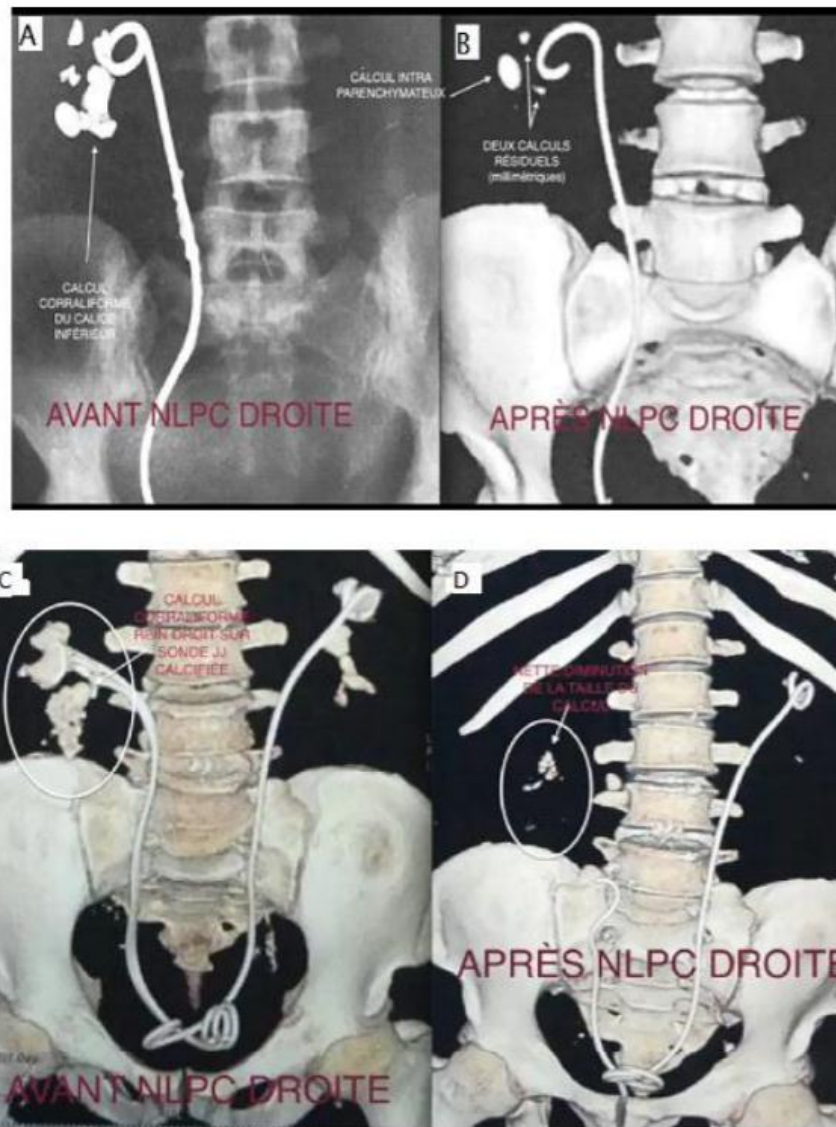 A
CALCUL
CORRALIFORME
DU CALICE
INFÉRIEUR
AVANT NLPC DROITE
B
CALCUL INTRA
PARENCHYMATEUX
DEUX CALCULS
RÉSIDUELS
(millimétriques)
APRÈS NLPC DROITE
C
CALCUL
CORRALIFORME
REIN DROIT SUR
SONDE JJ
CALCIFIÉE
AVANT NLPC DROITE
D
NETTE DIMINUTION
DE LA TAILLE DU
CALCUL
APRÈS NLPC DROITE